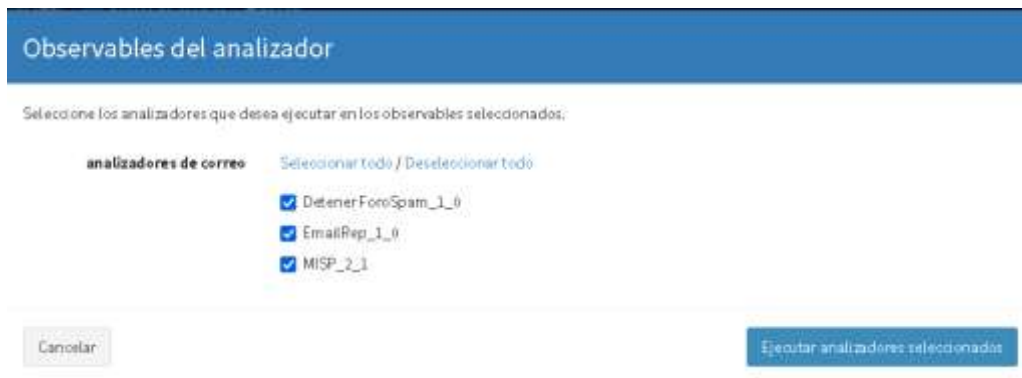 Observables del analizador
Seleccione los analizadores que desea ejecutar en los observables seleccionados.
analizadores de correo Seleccionar todo / Deseleccionar todo
DetenerForoSpam_1_0
EmailRep_1_0
MISP_2_1
Cancelar Ejecutar analizadores seleccionados